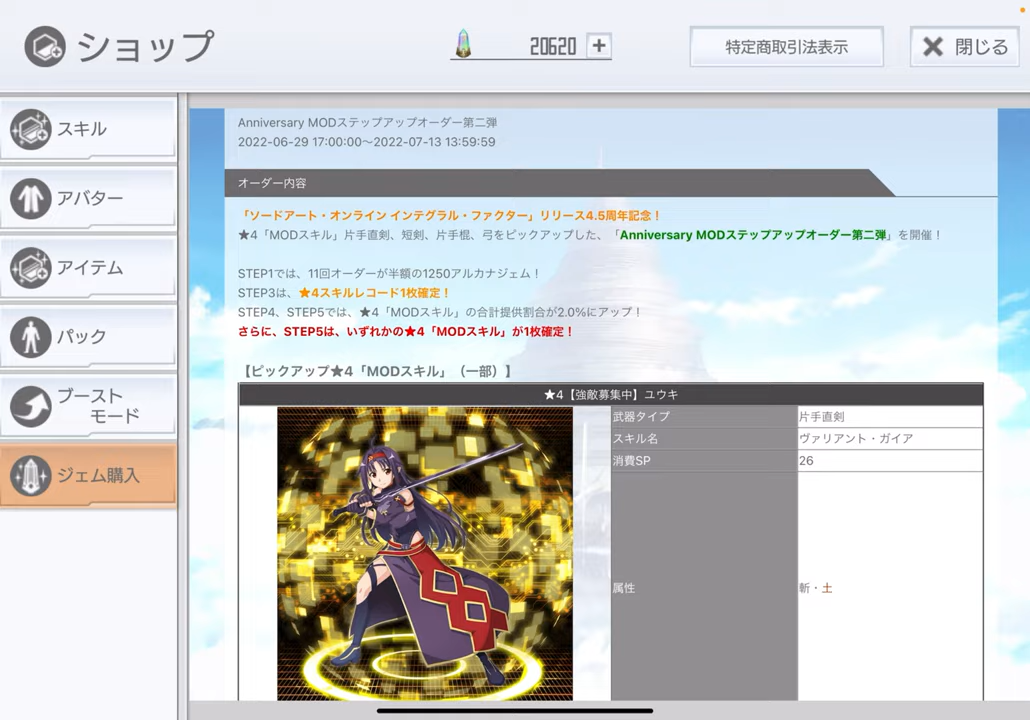 ショップ
20620
+
特定商取引法表示
閉じる
スキル
アバター
アイテム
パック
ブースト
モード
ジェム購入
Anniversary MODステップアップオーダー第二弾
2022-06-29 17:00:00～2022-07-13 13:59:59
オーダー内容
「ソードアート・オンライン インテグラル・ファクター」リリース4.5周年記念！
★4「MODスキル」片手直剣、短剣、片手棍、弓をピックアップした、「Anniversary MODステップアップオーダー第二弾」を開催！
STEP1では、11回オーダーが半額の1250アルカナジェム！
STEP3は、★4スキルレコード1枚確定！
STEP4、STEP5では、★4「MODスキル」の合計提供割合が2.0%にアップ！
さらに、STEP5は、いずれかの★4「MODスキル」が1枚確定！
【ピックアップ★4「MODスキル」（一部）】
★4【強敵募集中】ユウキ
武器タイプ 片手直剣
スキル名 ヴァリアント・ガイア
消費SP 26
属性 斬・土